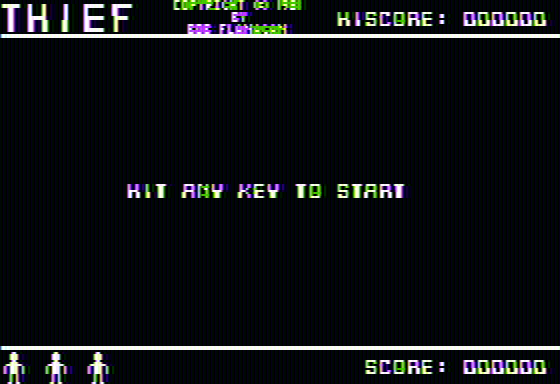 THIEF
COPYRIGHT (C) 1981
BY
BOB FLANAGAN
HISCORE: 000000
HIT ANY KEY TO START
SCORE: 000000